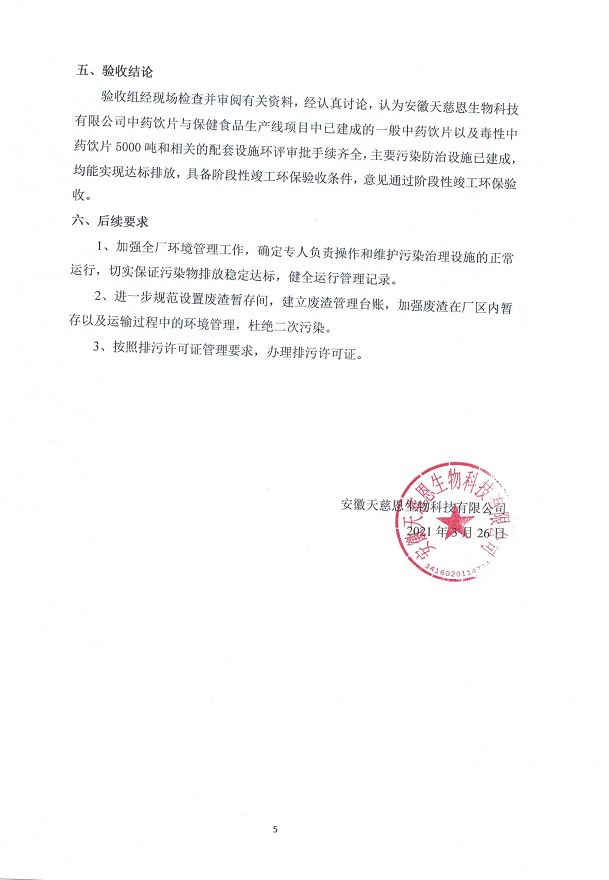 五、验收结论
验收组经现场检查并审阅有关资料，经认真讨论，认为安徽天慈恩生物科技
有限公司中药饮片与保健食品生产线项目中已建成的一般中药饮片以及毒性中
药饮片 5000 吨和相关的配套设施环评审批手续齐全，主要污染防治设施已建成，
均能实现达标排放，具备阶段性竣工环保验收条件，意见通过阶段性竣工环保验
收。
六、后续要求
1、加强全厂环境管理工作，确定专人负责操作和维护污染治理设施的正常
运行，切实保证污染物排放稳定达标，健全运行管理记录。
2、进一步规范设置废渣暂存间，建立废渣管理台账，加强废渣在厂区内暂
存以及运输过程中的环境管理，杜绝二次污染。
3、按照排污许可证管理要求，办理排污许可证。
安徽天慈恩生物科技有限公司
2021 年 3 月 26 日
安徽天慈恩生物科技有限公司
5